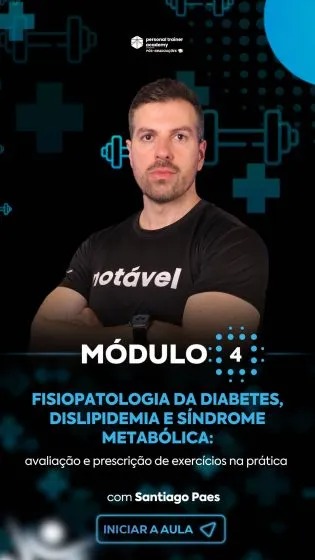 personal trainer
academy
PÓS-GRADUAÇÕES
notável
MÓDULO 4
FISIOPATOLOGIA DA DIABETES,
DISLIPIDEMIA E SÍNDROME
METABÓLICA:
avaliação e prescrição de exercícios na prática
com Santiago Paes
INICIAR A AULA